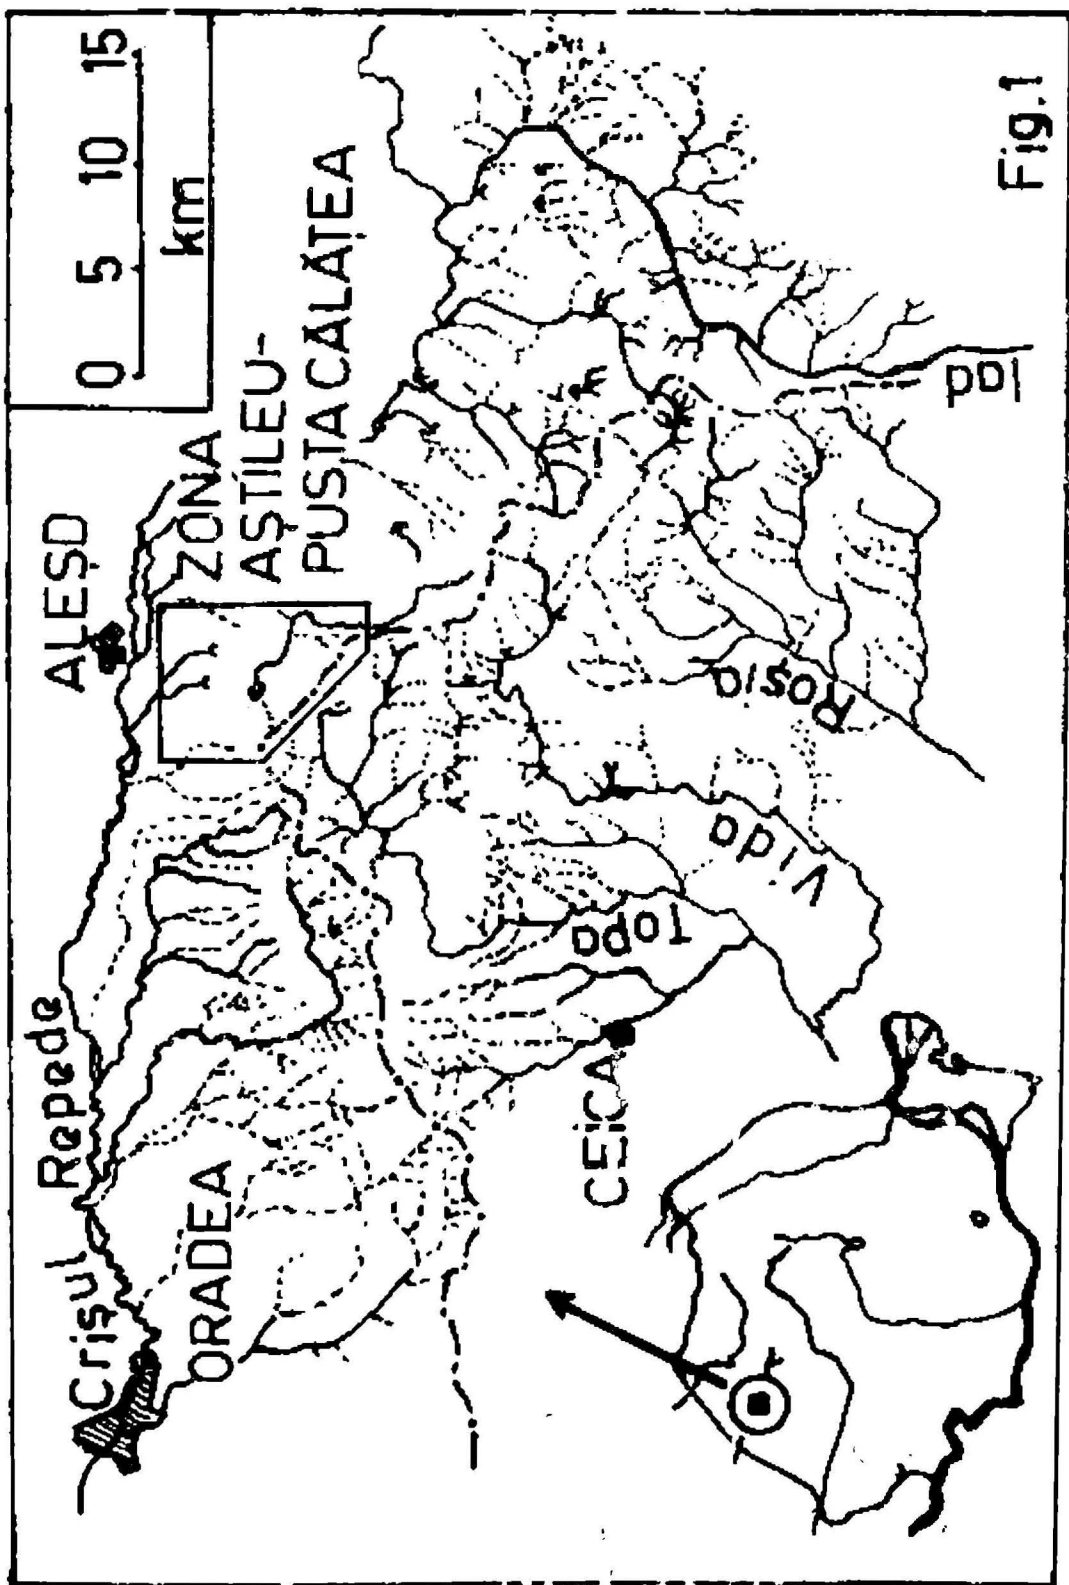 0 5 10 15
km
ALEȘD
ZONA
AȘTILEU-
PUSTA CALĂȚEA
Crișul Repede
ORADEA
CEICA
Topa
Vida
Roșia
Iad
Fig.1